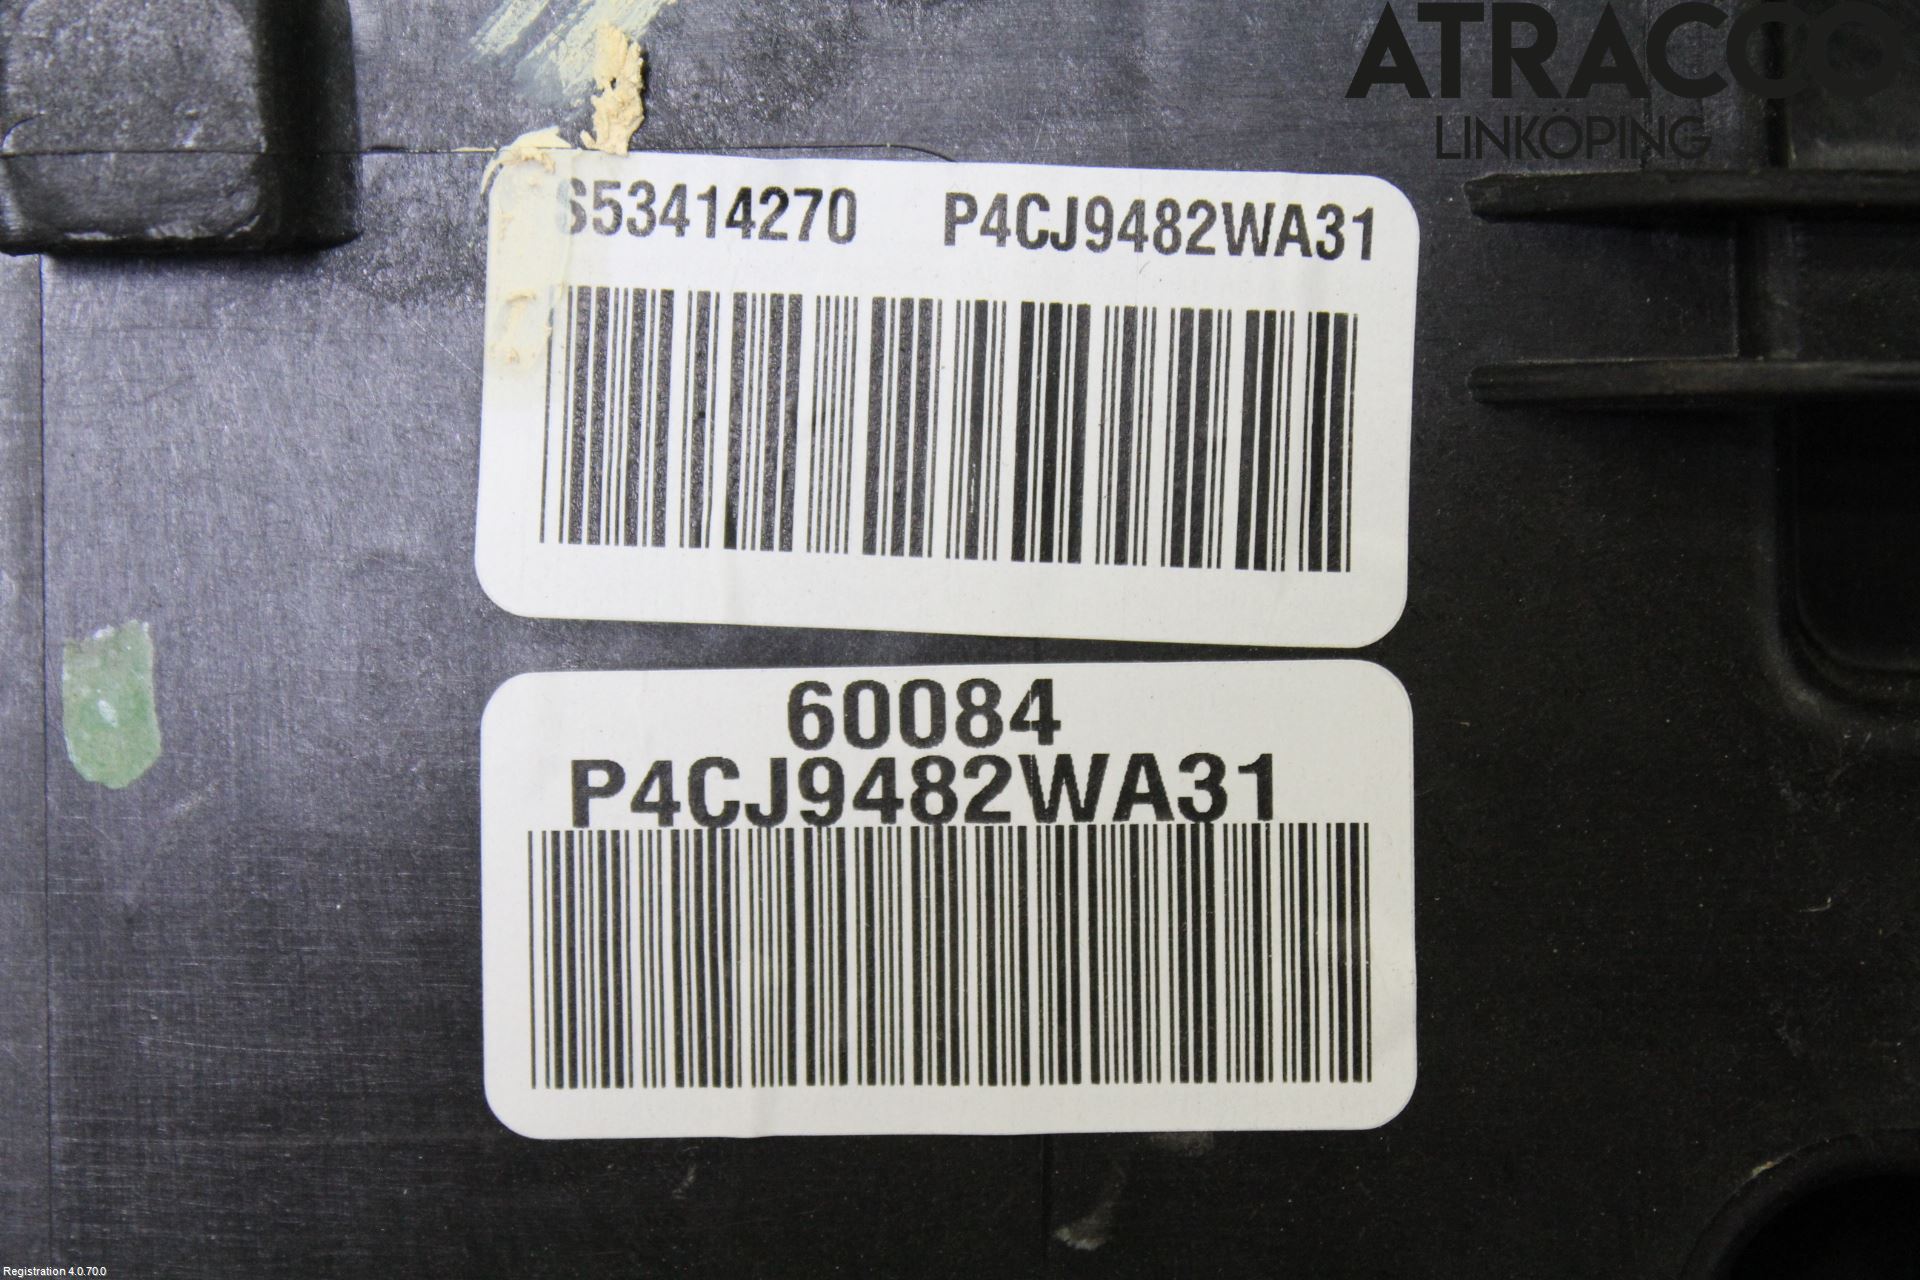 ATRACCO
LINKÖPING
S53414270 P4CJ9482WA31
60084
P4CJ9482WA31
Registration 4.0.70.0